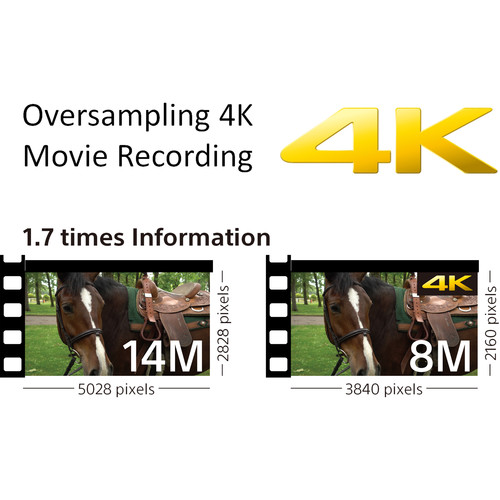 Oversampling 4K
Movie Recording
4K
1.7 times Information
14M
2828 pixels
5028 pixels
4K
8M
2160 pixels
3840 pixels